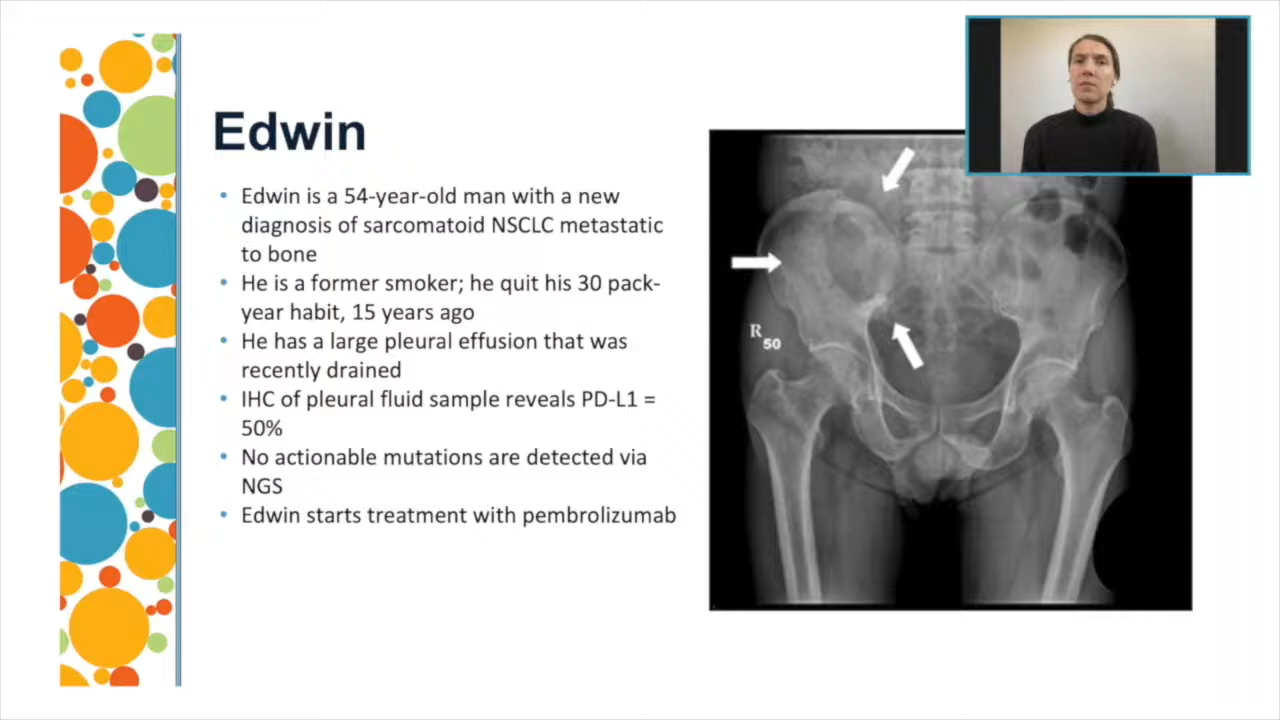 Edwin
• Edwin is a 54-year-old man with a new
diagnosis of sarcomatoid NSCLC metastatic
to bone
• He is a former smoker; he quit his 30 pack-
year habit, 15 years ago
• He has a large pleural effusion that was
recently drained
• IHC of pleural fluid sample reveals PD-L1 =
50%
• No actionable mutations are detected via
NGS
• Edwin starts treatment with pembrolizumab
R
50